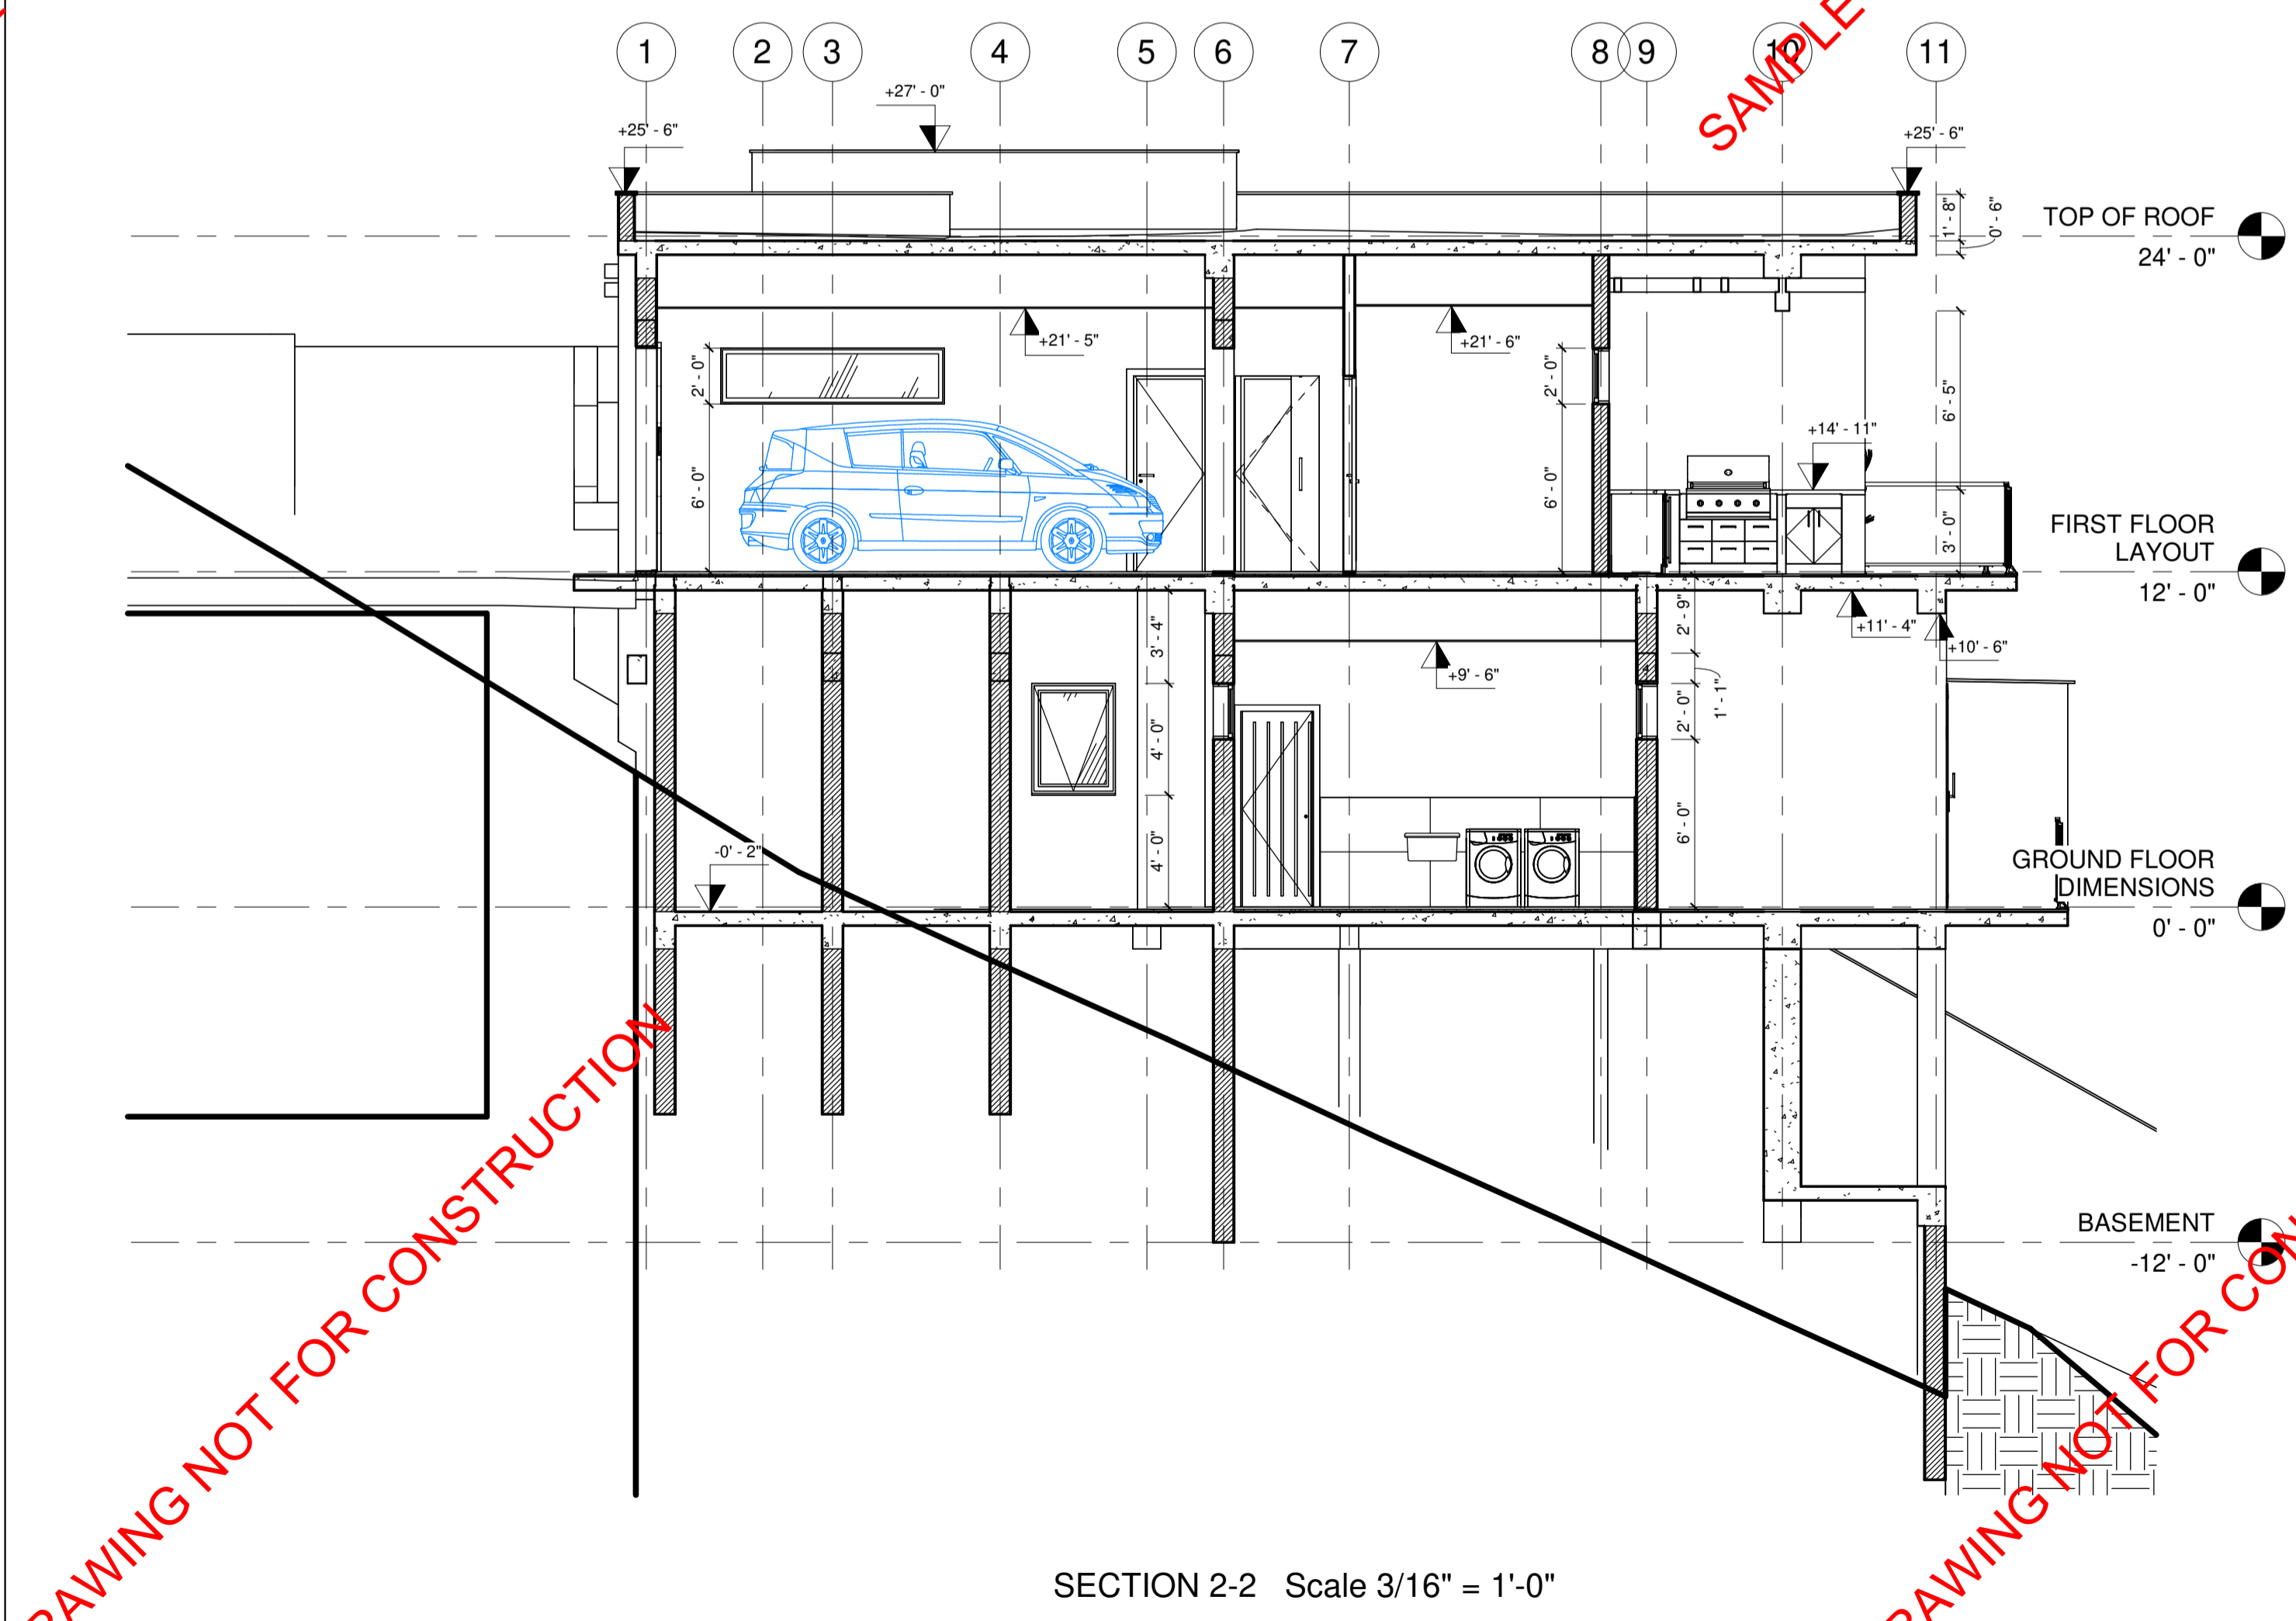 1 2 3 4 5 6 7 8 9 10 11
SAMPLE
+27' - 0"
+25' - 6"
+25' - 6"
1' - 8"
0' - 6"
TOP OF ROOF
24' - 0"
+21' - 5"
+21' - 6"
2' - 0"
2' - 0"
6' - 5"
+14' - 11"
6' - 0"
6' - 0"
3' - 0"
FIRST FLOOR
LAYOUT
12' - 0"
3' - 4"
2' - 9"
+11' - 4"
+10' - 6"
+9' - 6"
1' - 1"
2' - 0"
4' - 0"
6' - 0"
-0' - 2"
4' - 0"
GROUND FLOOR
DIMENSIONS
0' - 0"
BASEMENT
-12' - 0"
RAWING NOT FOR CONSTRUCTION
RAWING NOT FOR CON
SECTION 2-2 Scale 3/16" = 1'-0"